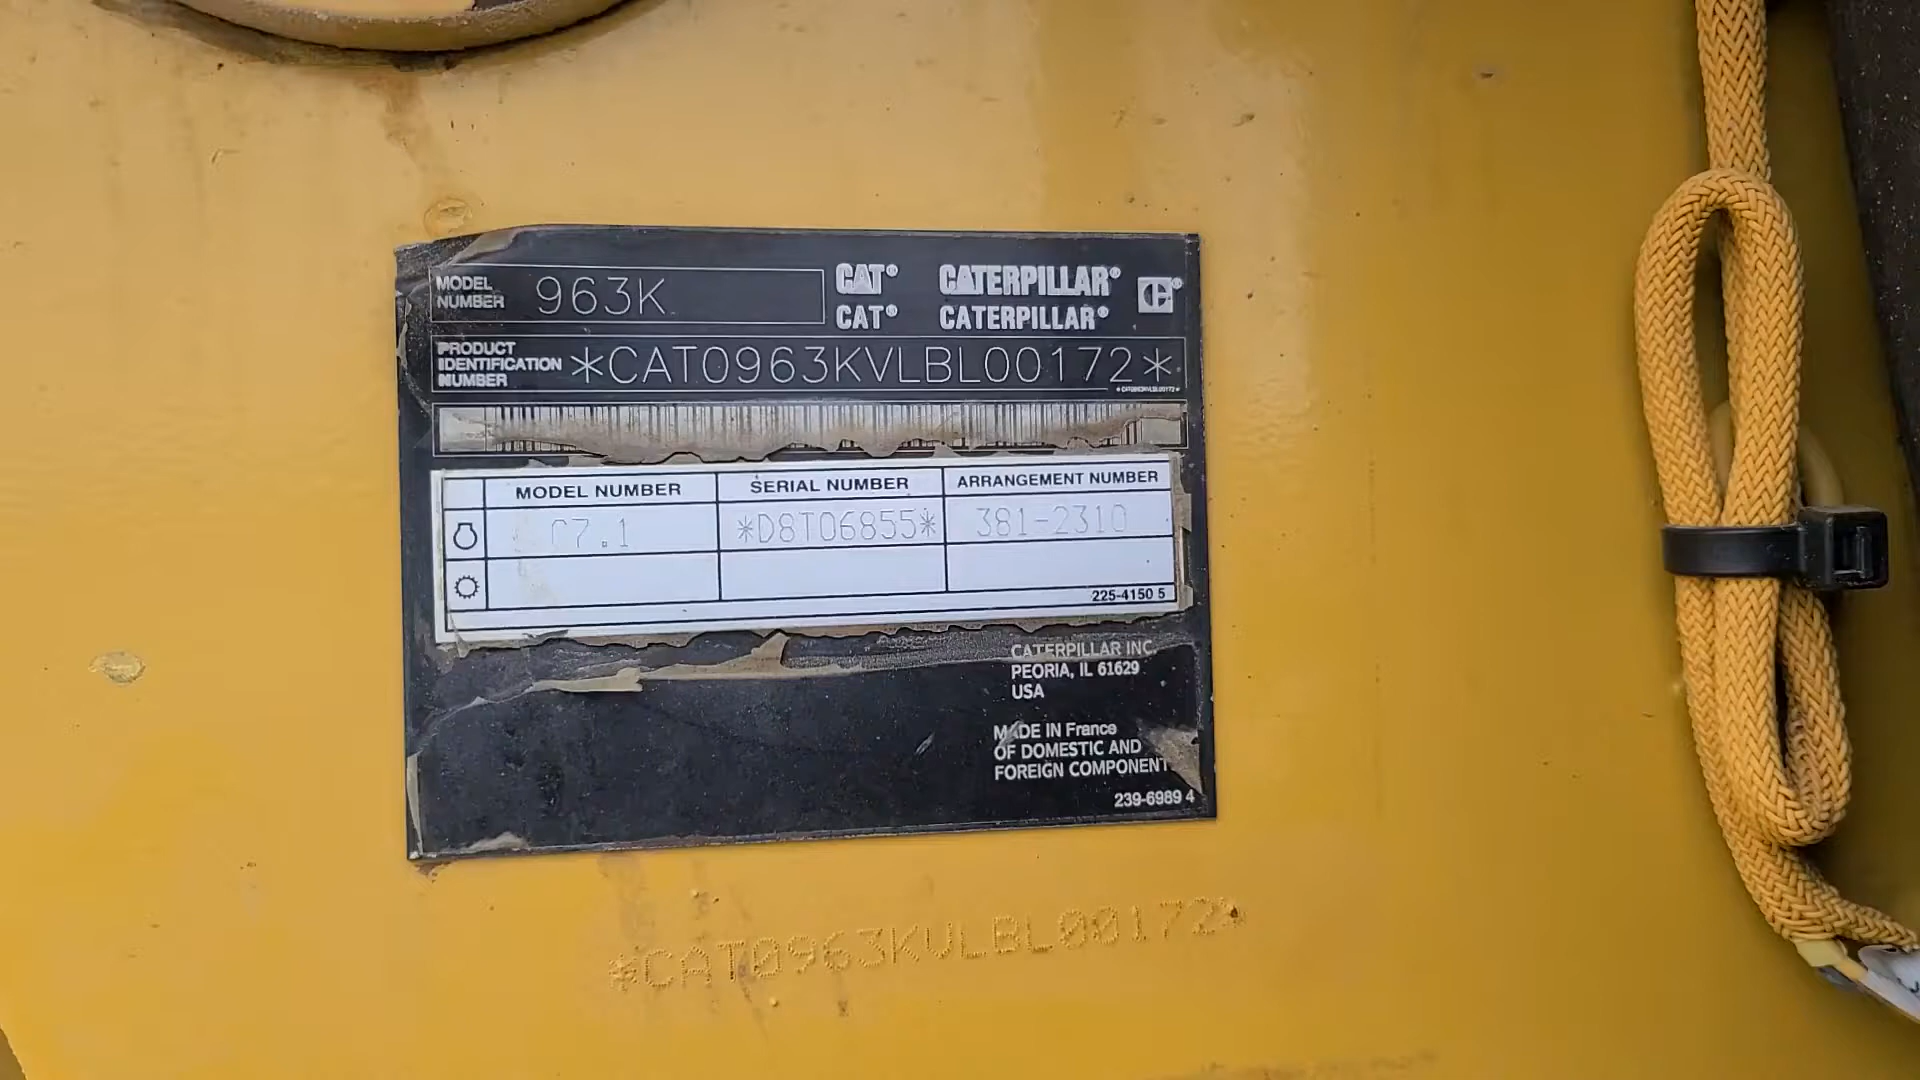 MODEL NUMBER 963K
CAT® CATERPILLAR® C®
CAT® CATERPILLAR®
PRODUCT IDENTIFICATION NUMBER *CAT0963KVLBL00172*
*CAT0963KVLBL00172*
MODEL NUMBER SERIAL NUMBER ARRANGEMENT NUMBER
C7.1 *D8T06855* 381-2310
225-4150 5
CATERPILLAR INC.
PEORIA, IL 61629
USA
MADE IN France
OF DOMESTIC AND
FOREIGN COMPONENT
239-6989 4
*CAT0963KVLBL00172*